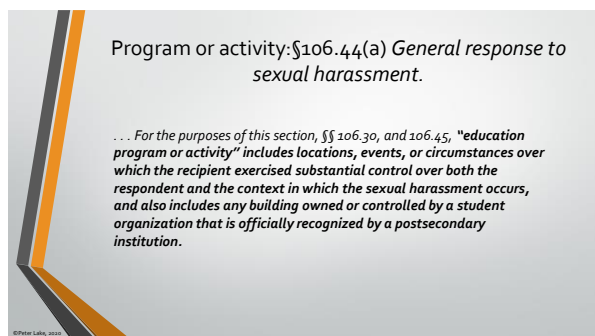 Program or activity:§106.44(a) General response to
sexual harassment.
. . . For the purposes of this section, §§ 106.30, and 106.45, “education
program or activity” includes locations, events, or circumstances over
which the recipient exercised substantial control over both the
respondent and the context in which the sexual harassment occurs,
and also includes any building owned or controlled by a student
organization that is officially recognized by a postsecondary
institution.
©Peter Lake, 2020